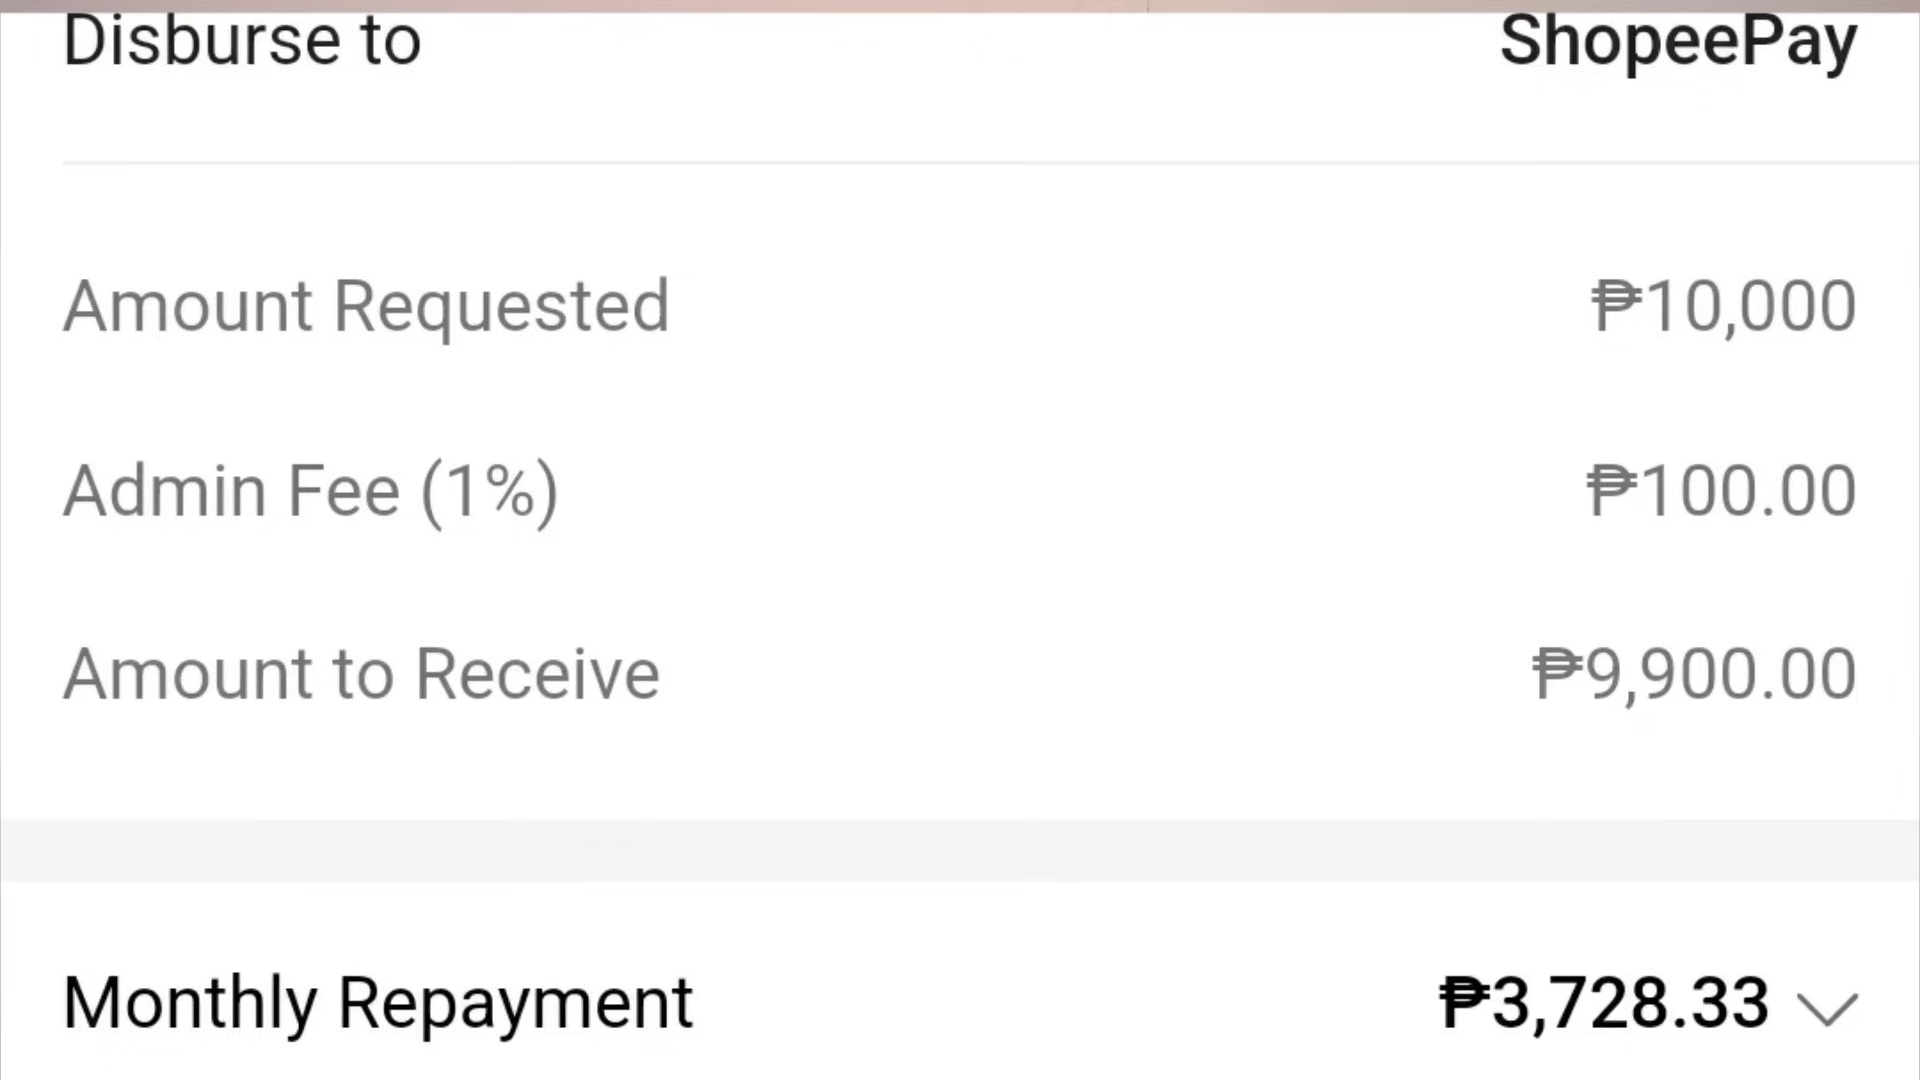 Disburse to ShopeePay
Amount Requested ₱10,000
Admin Fee (1%) ₱100.00
Amount to Receive ₱9,900.00
Monthly Repayment ₱3,728.33